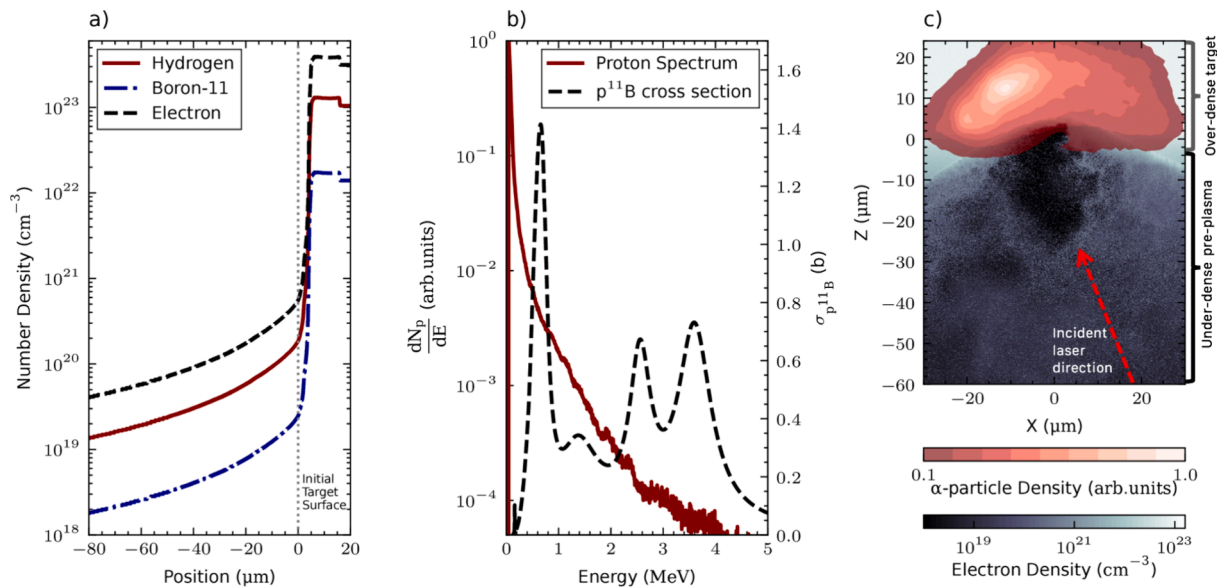 a)
Hydrogen
Boron-11
Electron
Number Density (cm⁻³)
10²³
10²²
10²¹
10²⁰
10¹⁹
10¹⁸
Initial
Target
Surface
−80 −60 −40 −20 0 20
Position (μm)
b)
Proton Spectrum
p¹¹B cross section
dN_p
dE
(arb.units)
10⁰
10⁻¹
10⁻²
10⁻³
10⁻⁴
1.6
1.4
1.2
1.0
0.8
0.6
0.4
0.2
0.0
σ_p¹¹B (b)
0 1 2 3 4 5
Energy (MeV)
c)
Z (μm)
20
10
0
−10
−20
−30
−40
−50
−60
Incident
laser
direction
Over-dense target
Under-dense pre-plasma
−20 0 20
X (μm)
0.1 1.0
α-particle Density (arb.units)
10¹⁹ 10²¹ 10²³
Electron Density (cm⁻³)